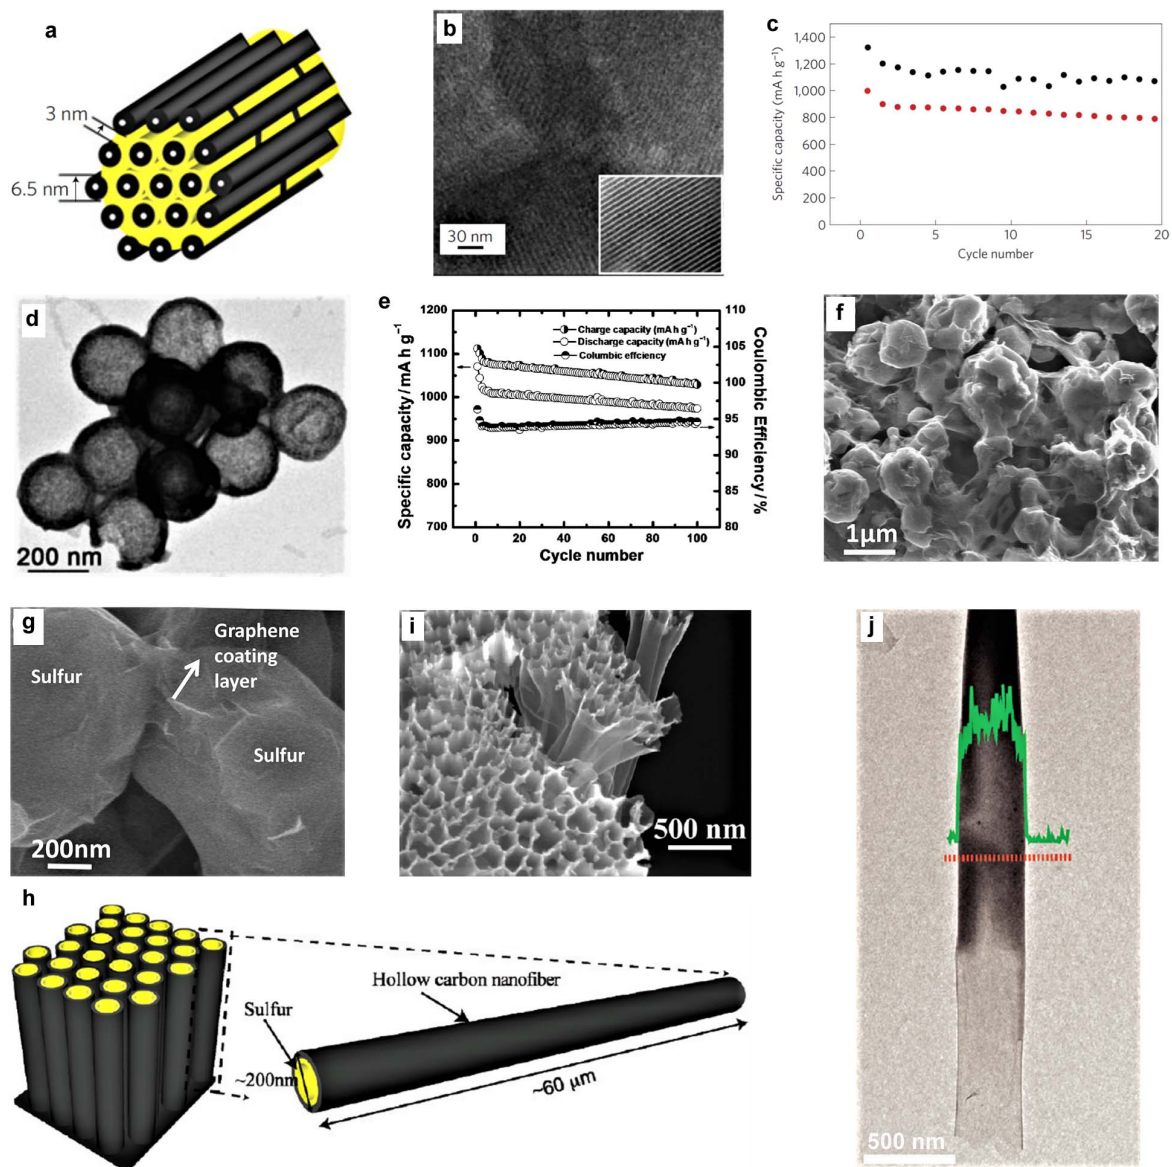 a
3 nm
6.5 nm
b
30 nm
c
Specific capacity (mA h g⁻¹)
1,400
1,200
1,000
800
600
400
200
0
0 5 10 15 20
Cycle number
d
200 nm
e
Specific capacity/mA h g⁻¹
1200
1100
1000
900
800
700
Charge capacity (mA h g⁻¹)
Discharge capacity (mA h g⁻¹)
Columbic effciency
110
105
100
95
90
85
80
Coulombic Efficiency/%
0 20 40 60 80 100
Cycle number
f
1μm
g
Sulfur
Graphene
coating
layer
Sulfur
200nm
i
500 nm
j
500 nm
h
Hollow carbon nanofiber
Sulfur
~200nm
~60 μm